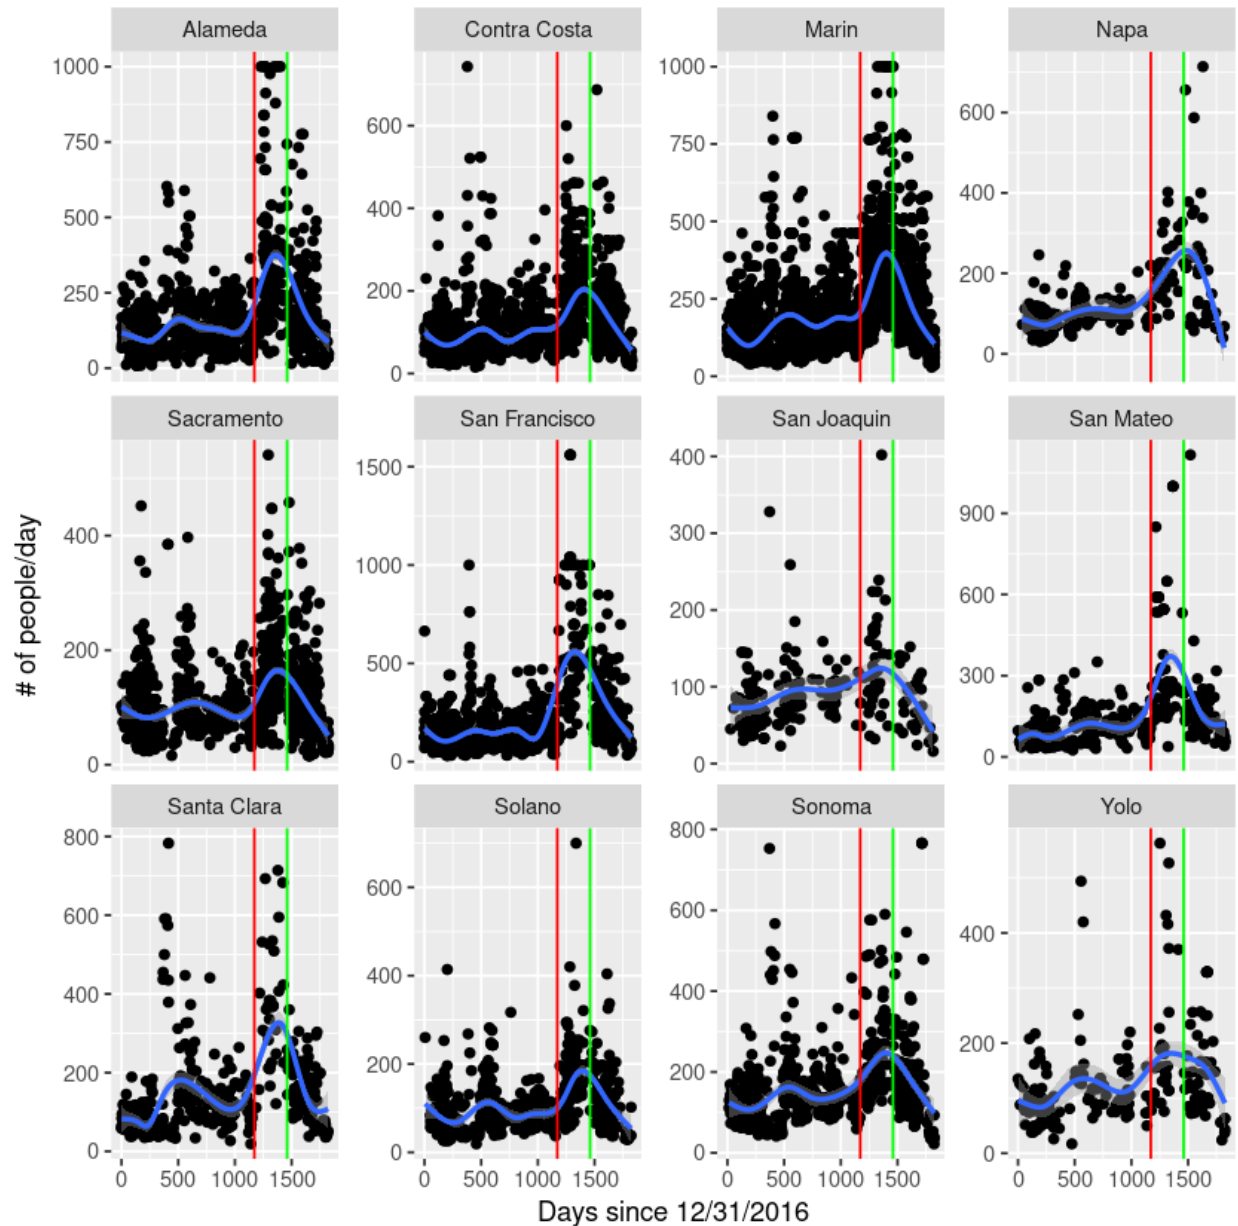 Alameda
Contra Costa
Marin
Napa
1000
750
500
250
0
600
400
200
0
1000
750
500
250
0
600
400
200
0
Sacramento
San Francisco
San Joaquin
San Mateo
400
200
0
1500
1000
500
0
400
300
200
100
0
900
600
300
0
Santa Clara
Solano
Sonoma
Yolo
800
600
400
200
0
600
400
200
0
800
600
400
200
0
400
200
0
0 500 1000 1500
0 500 1000 1500
0 500 1000 1500
0 500 1000 1500
# of people/day
Days since 12/31/2016